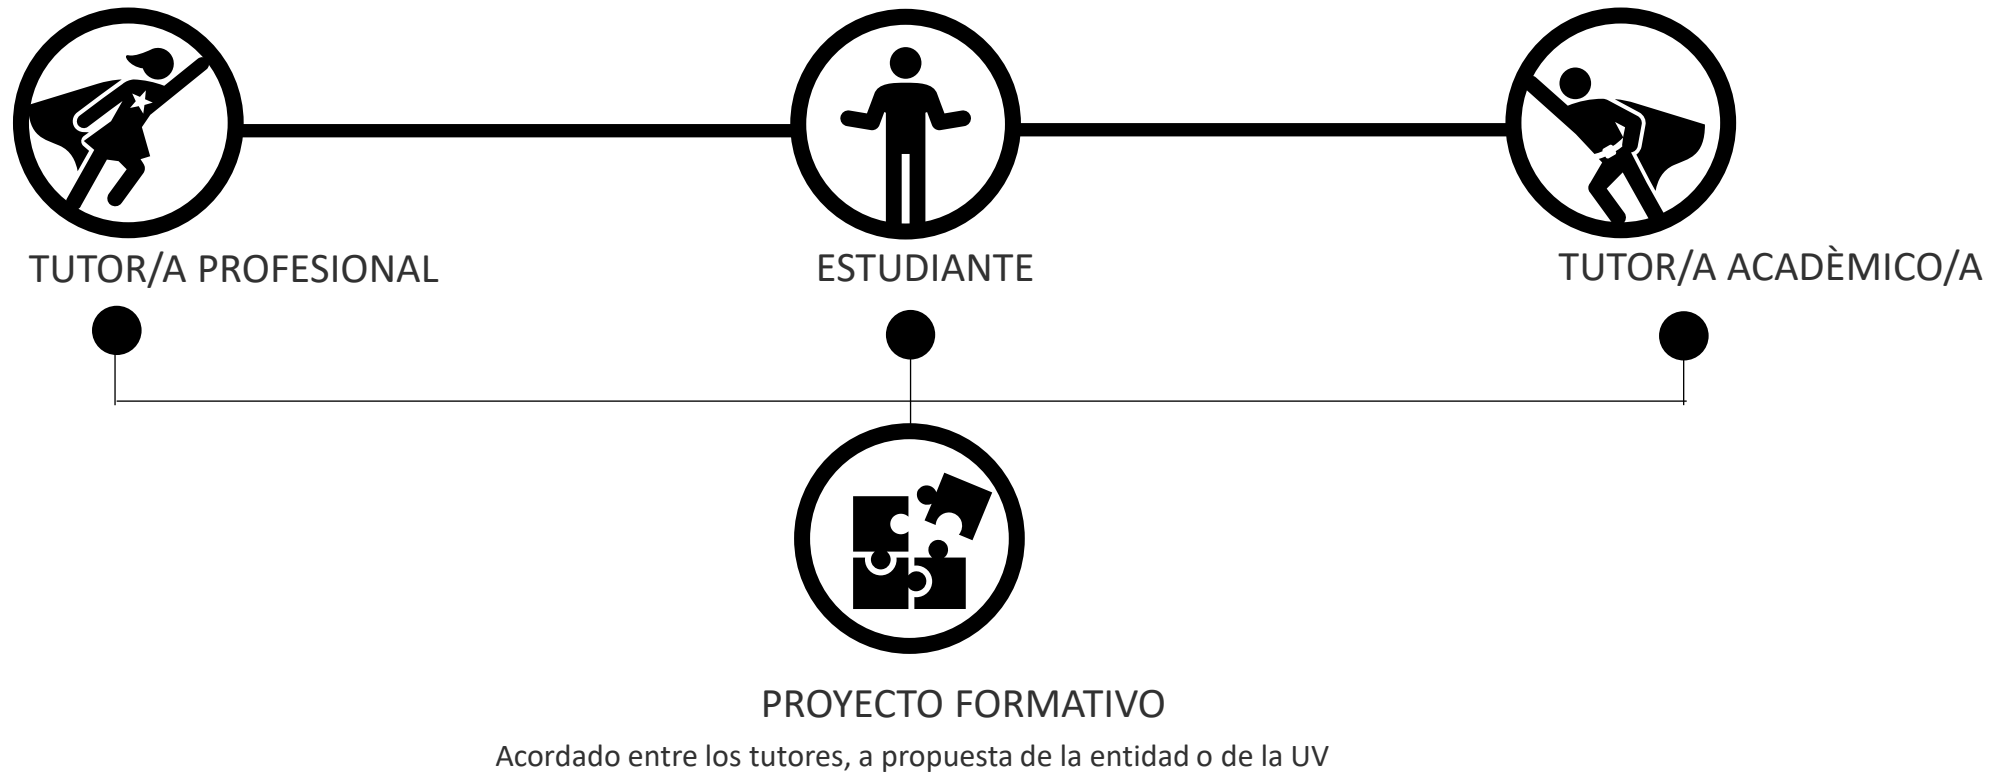 TUTOR/A PROFESIONAL
ESTUDIANTE
TUTOR/A ACADÈMICO/A
PROYECTO FORMATIVO
Acordado entre los tutores, a propuesta de la entidad o de la UV